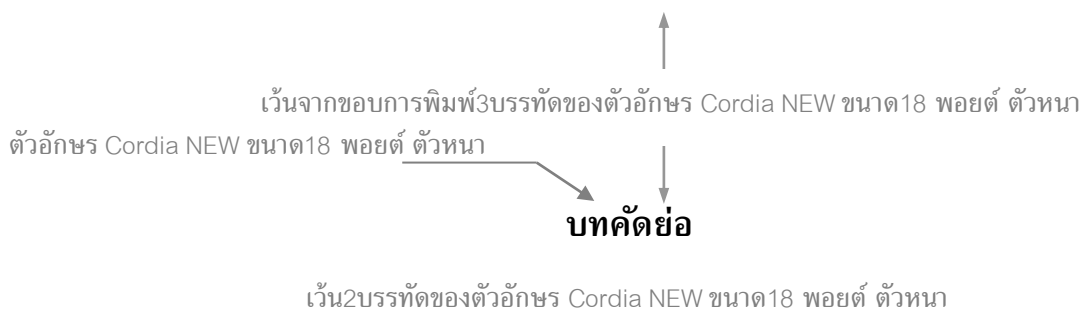 เว้นจากขอบการพิมพ์3บรรทัดของตัวอักษร Cordia NEW ขนาด18 พอยต์ ตัวหนา
ตัวอักษร Cordia NEW ขนาด18 พอยต์ ตัวหนา
บทคัดย่อ
เว้น2บรรทัดของตัวอักษร Cordia NEW ขนาด18 พอยต์ ตัวหนา